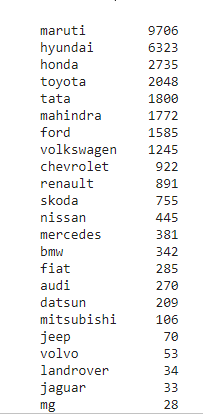 maruti 9706
hyundai 6323
honda 2735
toyota 2048
tata 1800
mahindra 1772
ford 1585
volkswagen 1245
chevrolet 922
renault 891
skoda 755
nissan 445
mercedes 381
bmw 342
fiat 285
audi 270
datsun 209
mitsubishi 106
jeep 70
volvo 53
landrover 34
jaguar 33
mg 28